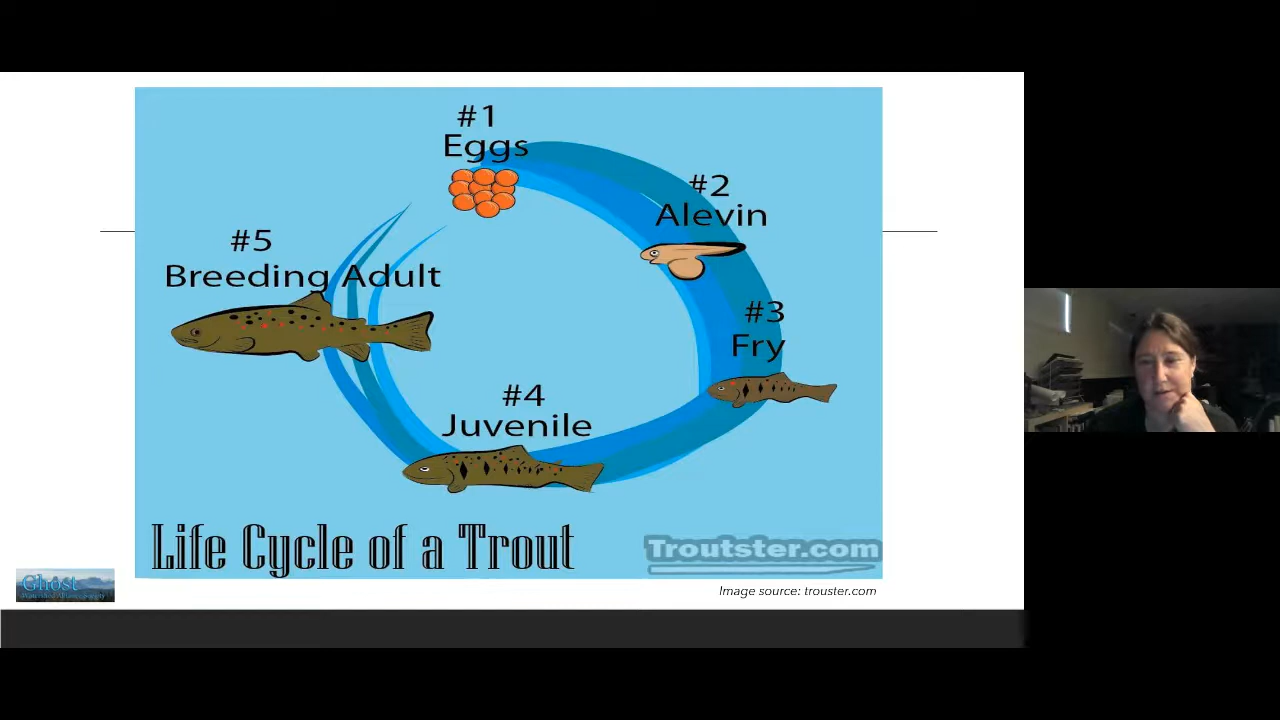 #1
Eggs
#2
Alevin
#5
Breeding Adult
#3
Fry
#4
Juvenile
Life Cycle of a Trout
Troutster.com
Ghost
Image source: trouster.com